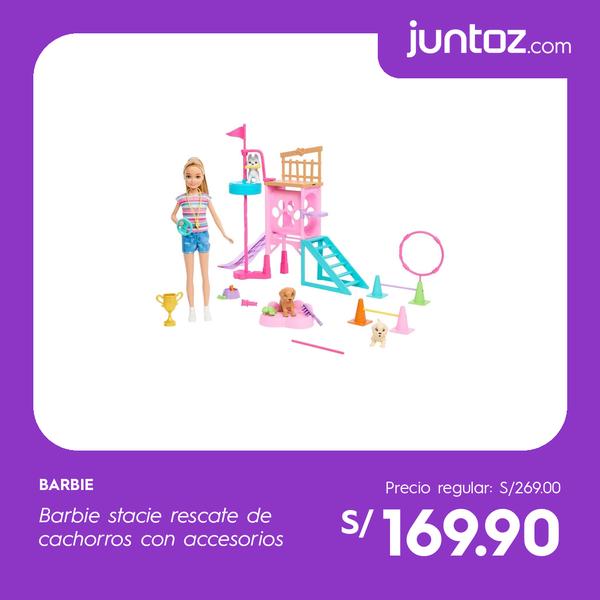 juntoz.com
BARBIE
Barbie stacie rescate de
cachorros con accesorios
Precio regular: S/269.00
S/169.90